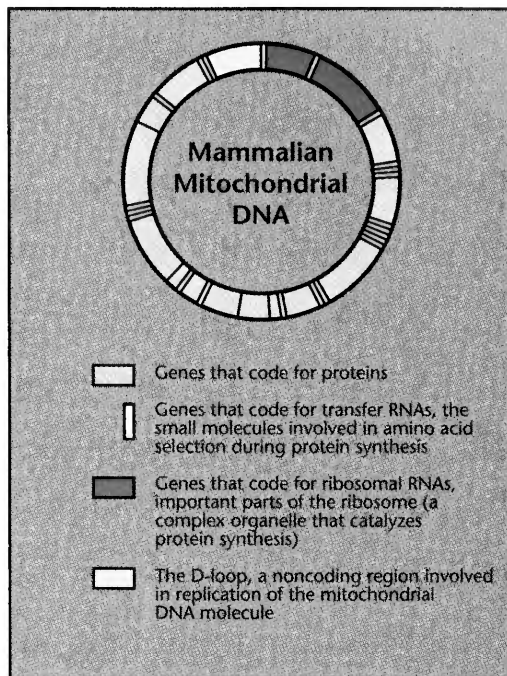 Mammalian
Mitochondrial
DNA
Genes that code for proteins
Genes that code for transfer RNAs, the
small molecules involved in amino acid
selection during protein synthesis
Genes that code for ribosomal RNAs,
important parts of the ribosome (a
complex organelle that catalyzes
protein synthesis)
The D-loop, a noncoding region involved
in replication of the mitochondrial
DNA molecule